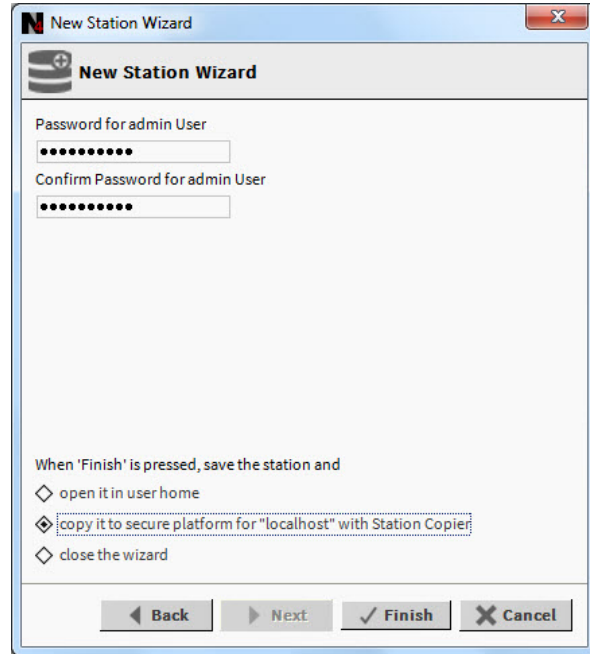 New Station Wizard
New Station Wizard
Password for admin User
●●●●●●●●●●
Confirm Password for admin User
●●●●●●●●●●
When 'Finish' is pressed, save the station and
open it in user home
copy it to secure platform for "localhost" with Station Copier
close the wizard
Back Next Finish Cancel